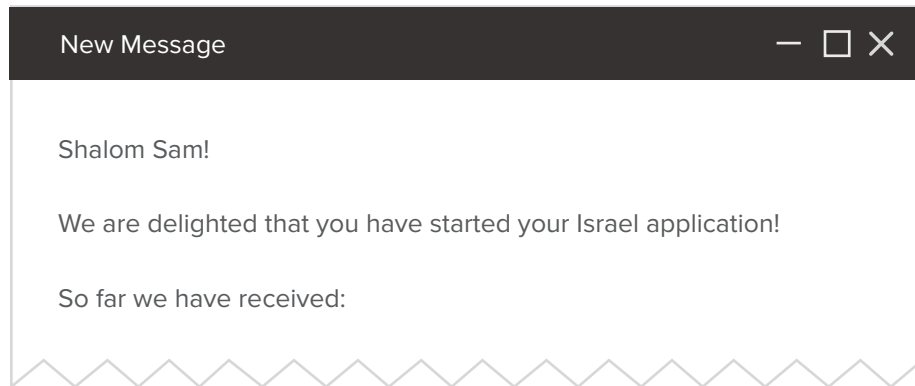 New Message
Shalom Sam!
We are delighted that you have started your Israel application!
So far we have received: